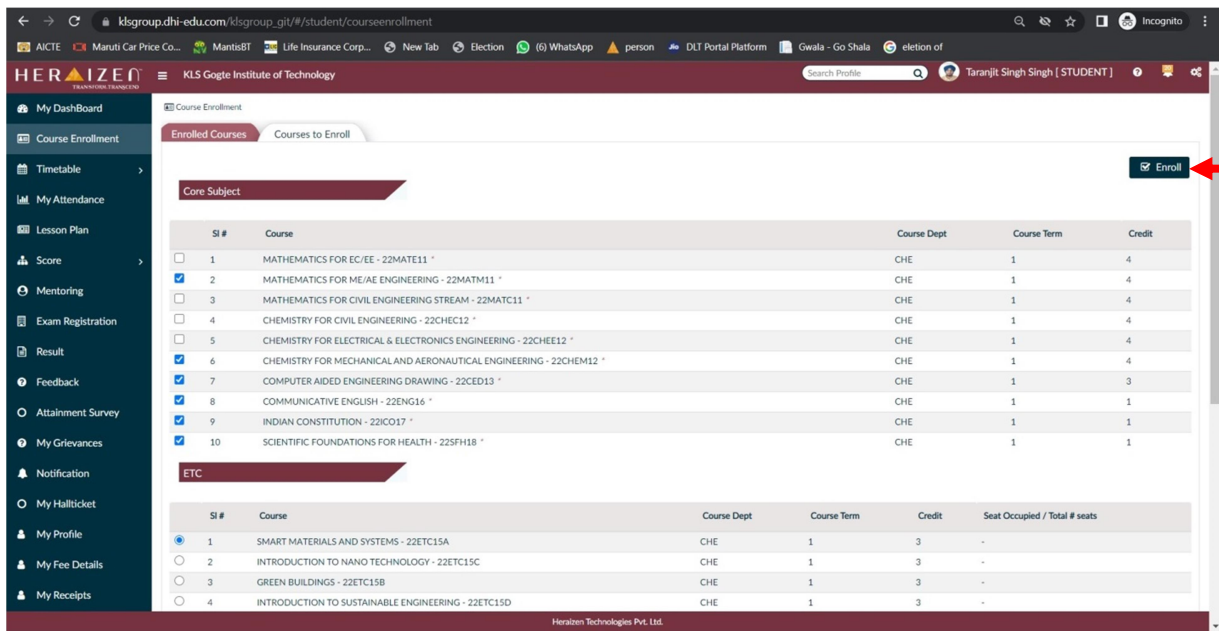 klsgroup.dhi-edu.com/klsgroup_git/#/student/courseenrollment
Incognito
AICTE Maruti Car Price Co... MantisBT Life Insurance Corp... New Tab Election (6) WhatsApp person DLT Portal Platform Gwala - Go Shala eletion of
HERAIZEN
TRANSFORM.TRANSCEND
KLS Gogte Institute of Technology
Search Profile
Taranjit Singh Singh [ STUDENT ]
My DashBoard
Course Enrollment
Timetable
My Attendance
Lesson Plan
Score
Mentoring
Exam Registration
Result
Feedback
Attainment Survey
My Grievances
Notification
My Hallticket
My Profile
My Fee Details
My Receipts
Course Enrollment
Enrolled Courses Courses to Enroll
Enroll
Core Subject
Sl # Course Course Dept Course Term Credit
1 MATHEMATICS FOR EC/EE - 22MATE11 * CHE 1 4
2 MATHEMATICS FOR ME/AE ENGINEERING - 22MATM11 * CHE 1 4
3 MATHEMATICS FOR CIVIL ENGINEERING STREAM - 22MATC11 * CHE 1 4
4 CHEMISTRY FOR CIVIL ENGINEERING - 22CHEC12 * CHE 1 4
5 CHEMISTRY FOR ELECTRICAL & ELECTRONICS ENGINEERING - 22CHEE12 * CHE 1 4
6 CHEMISTRY FOR MECHANICAL AND AERONAUTICAL ENGINEERING - 22CHEM12 * CHE 1 4
7 COMPUTER AIDED ENGINEERING DRAWING - 22CED13 * CHE 1 3
8 COMMUNICATIVE ENGLISH - 22ENG16 * CHE 1 1
9 INDIAN CONSTITUTION - 22ICO17 * CHE 1 1
10 SCIENTIFIC FOUNDATIONS FOR HEALTH - 22SFH18 * CHE 1 1
ETC
Sl # Course Course Dept Course Term Credit Seat Occupied / Total # seats
1 SMART MATERIALS AND SYSTEMS - 22ETC15A CHE 1 3 -
2 INTRODUCTION TO NANO TECHNOLOGY - 22ETC15C CHE 1 3 -
3 GREEN BUILDINGS - 22ETC15B CHE 1 3 -
4 INTRODUCTION TO SUSTAINABLE ENGINEERING - 22ETC15D CHE 1 3 -
Heraizen Technologies Pvt. Ltd.